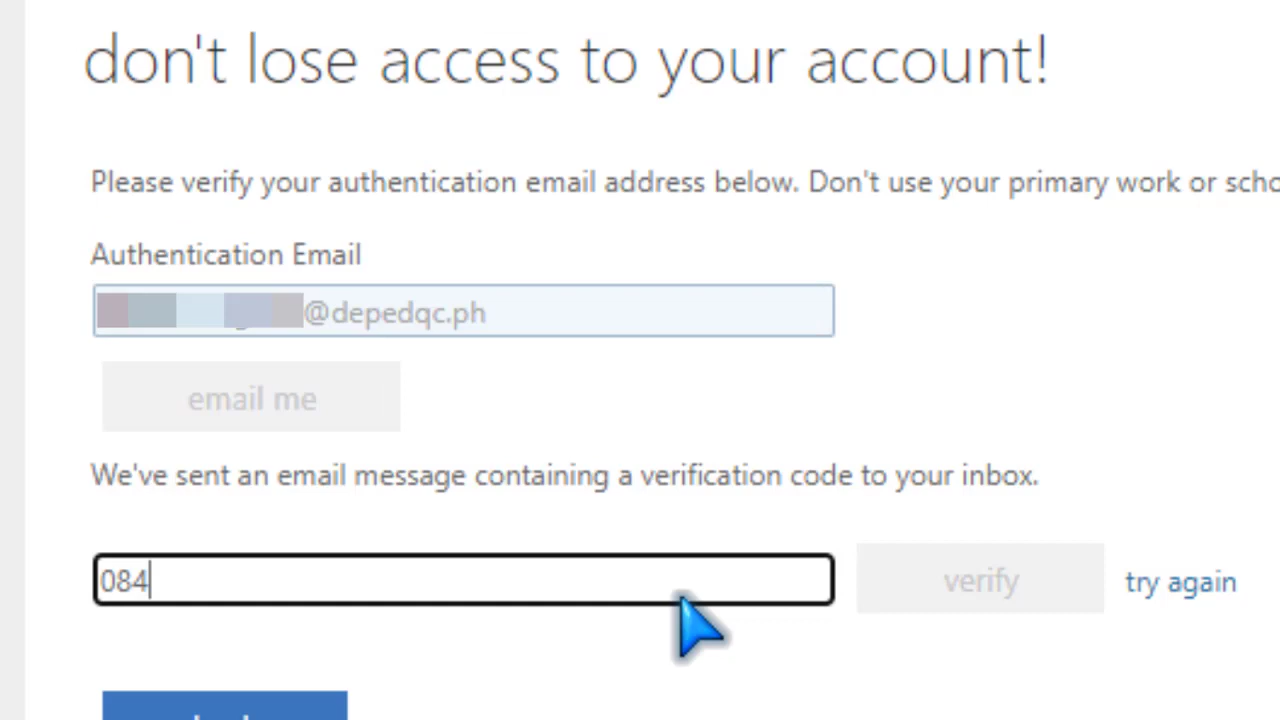 don't lose access to your account!
Please verify your authentication email address below. Don't use your primary work or scho
Authentication Email
@depedqc.ph
email me
We've sent an email message containing a verification code to your inbox.
084
verify
try again